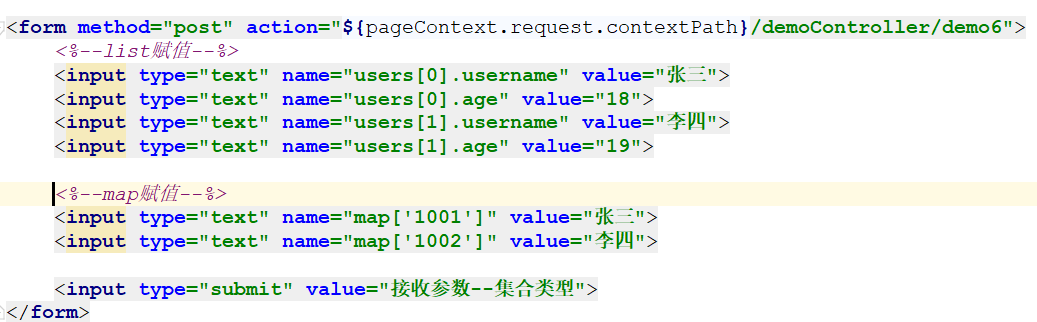 <form method="post" action="${pageContext.request.contextPath}/demoController/demo6">
<%--list赋值--%>
<input type="text" name="users[0].username" value="张三">
<input type="text" name="users[0].age" value="18">
<input type="text" name="users[1].username" value="李四">
<input type="text" name="users[1].age" value="19">
<%--map赋值--%>
<input type="text" name="map['1001']" value="张三">
<input type="text" name="map['1002']" value="李四">
<input type="submit" value="接收参数--集合类型">
</form>